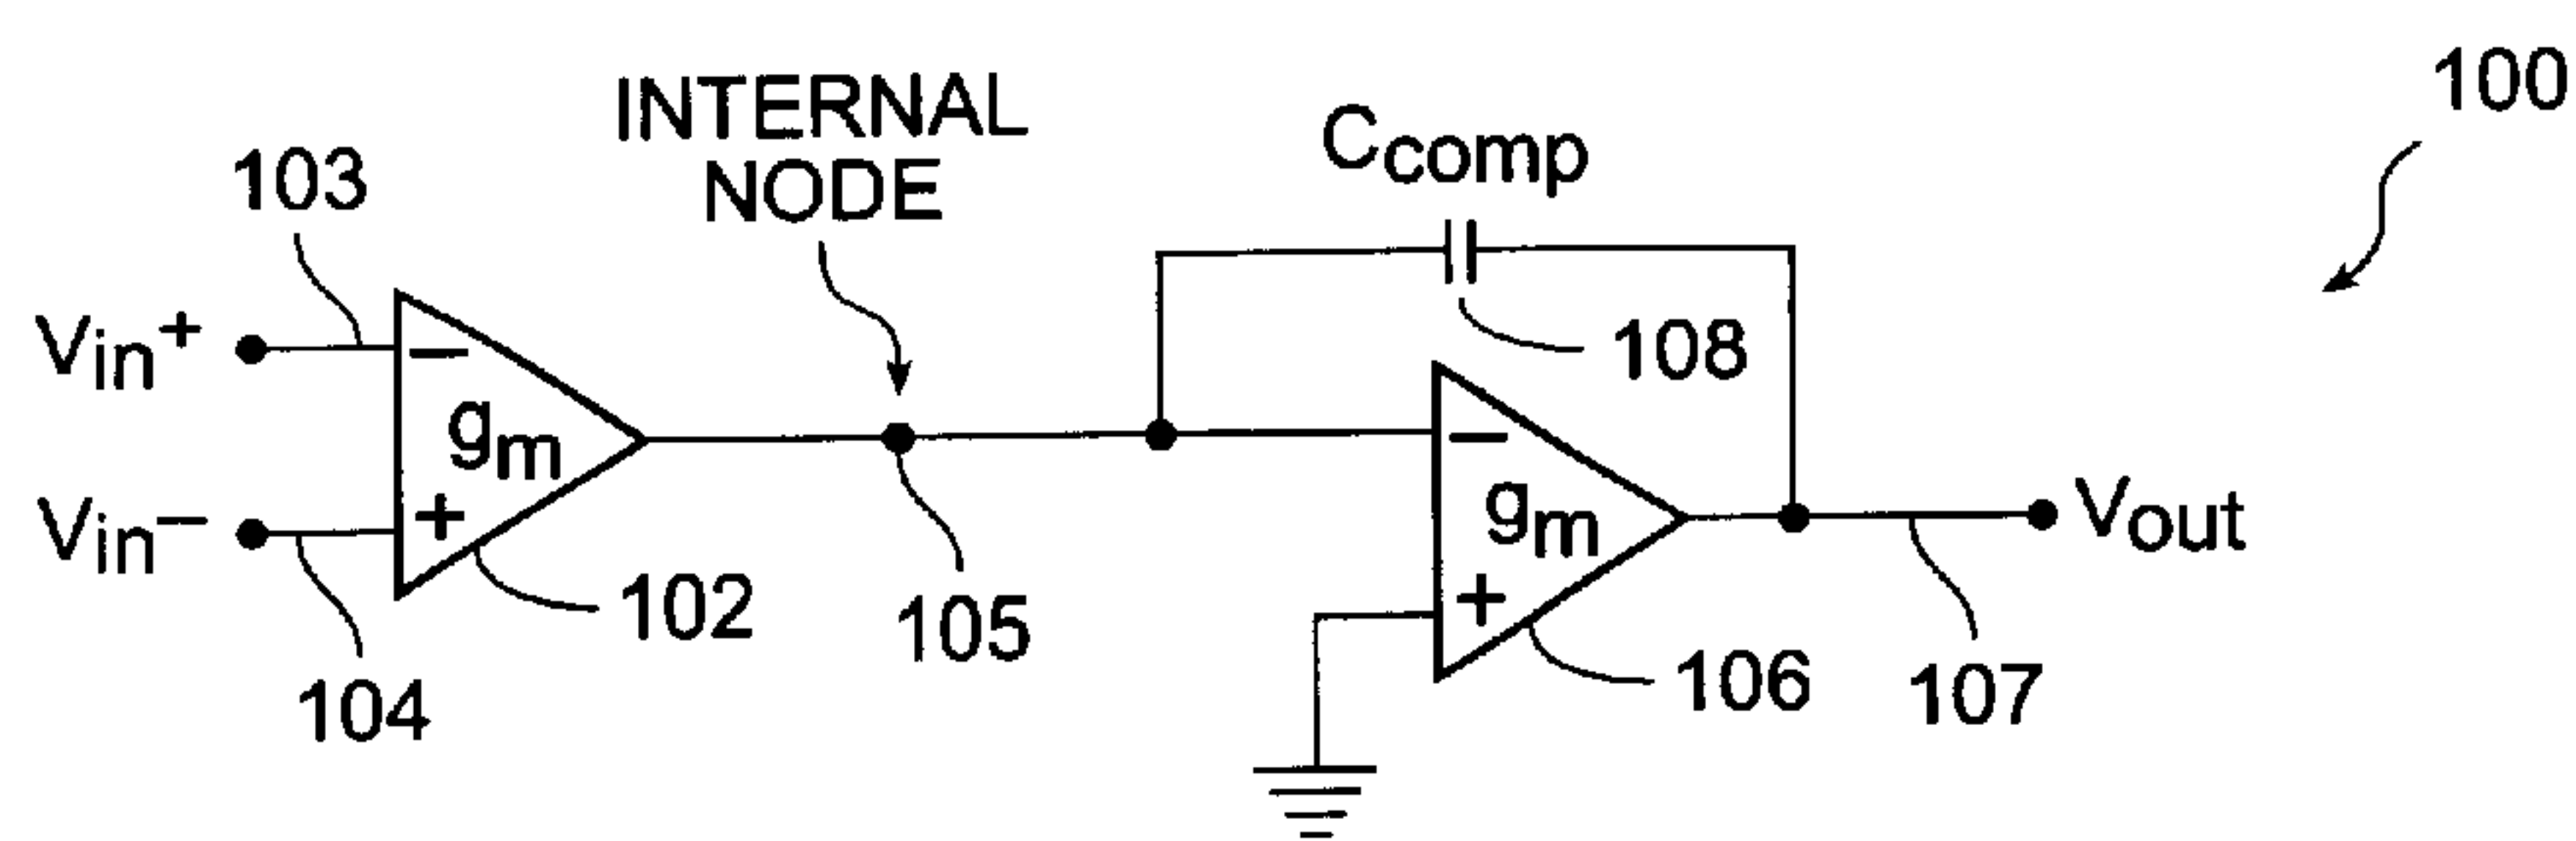 100
INTERNAL
NODE
Ccomp
103
Vin+
−
gm
108
Vin−
+
−
gm
Vout
102
105
+
104
106
107